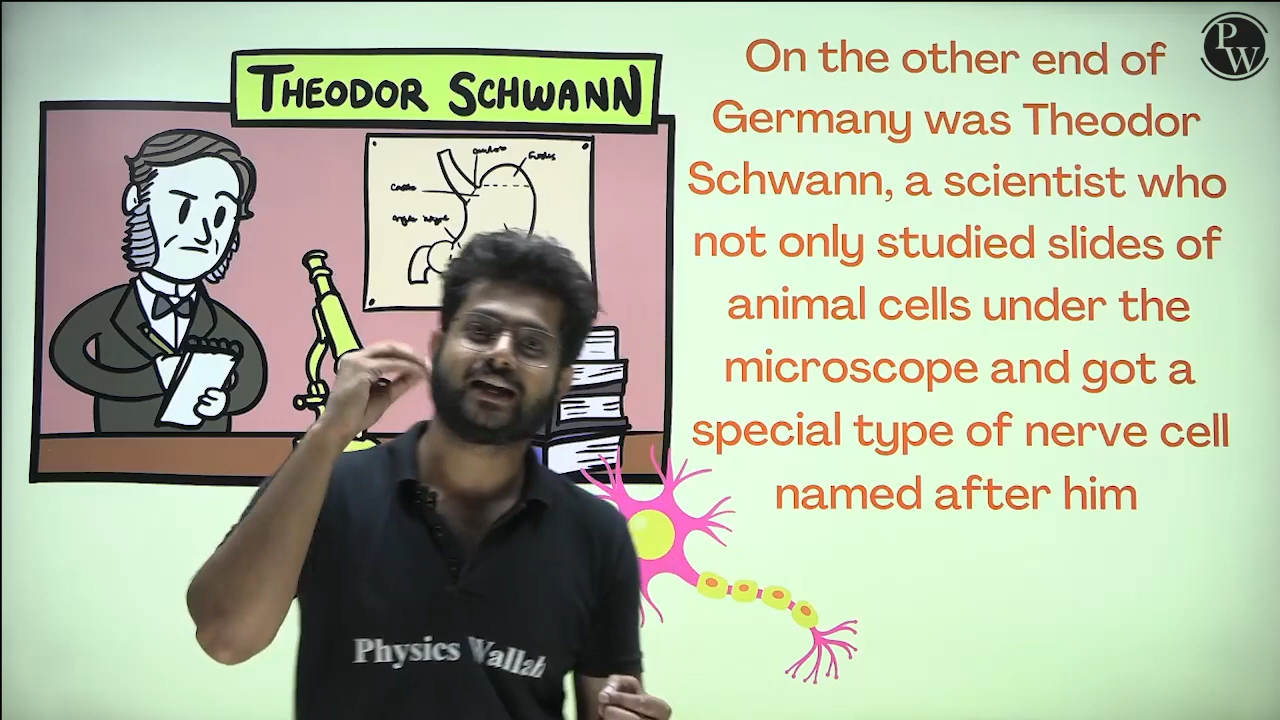 THEODOR SCHWANN
On the other end of
Germany was Theodor
Schwann, a scientist who
not only studied slides of
animal cells under the
microscope and got a
special type of nerve cell
named after him
PW
Physics Wallah